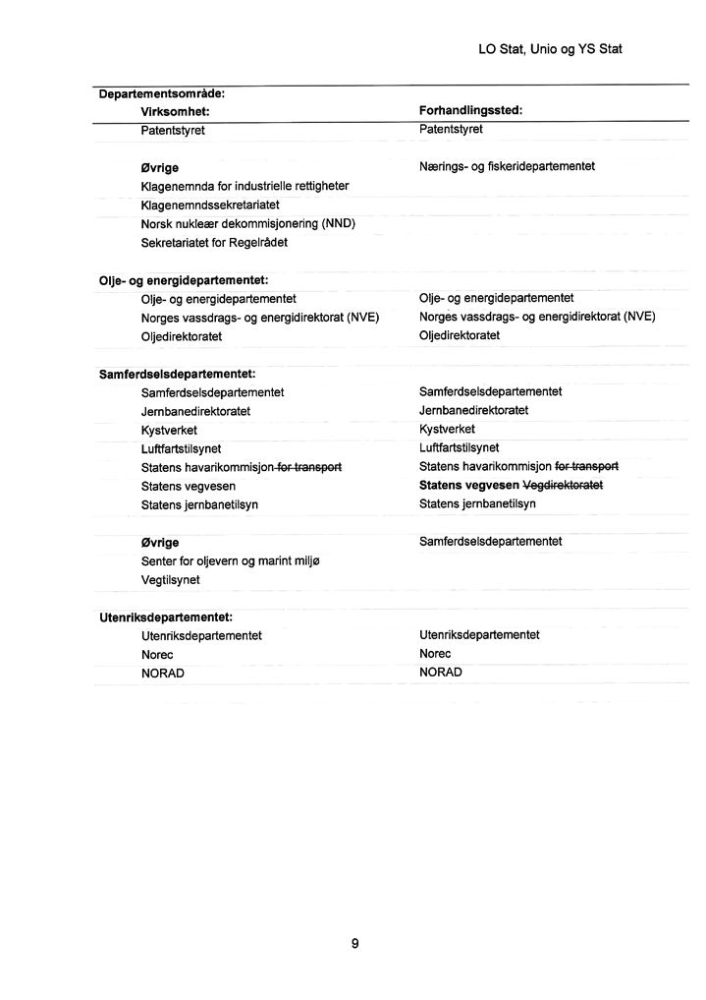 LO Stat, Unio og YS Stat
Departementsområde:
Virksomhet: Forhandlingssted:
Patentstyret Patentstyret
Øvrige Nærings- og fiskeridepartementet
Klagenemnda for industrielle rettigheter
Klagenemndssekretariatet
Norsk nukleær dekommisjonering (NND)
Sekretariatet for Regelrådet
Olje- og energidepartementet:
Olje- og energidepartementet Olje- og energidepartementet
Norges vassdrags- og energidirektorat (NVE) Norges vassdrags- og energidirektorat (NVE)
Oljedirektoratet Oljedirektoratet
Samferdselsdepartementet:
Samferdselsdepartementet Samferdselsdepartementet
Jernbanedirektoratet Jernbanedirektoratet
Kystverket Kystverket
Luftfartstilsynet Luftfartstilsynet
Statens havarikommisjon for transport Statens havarikommisjon for transport
Statens vegvesen Statens vegvesen Vegdirektoratet
Statens jernbanetilsyn Statens jernbanetilsyn
Øvrige Samferdselsdepartementet
Senter for oljevern og marint miljø
Vegtilsynet
Utenriksdepartementet:
Utenriksdepartementet Utenriksdepartementet
Norec Norec
NORAD NORAD
9